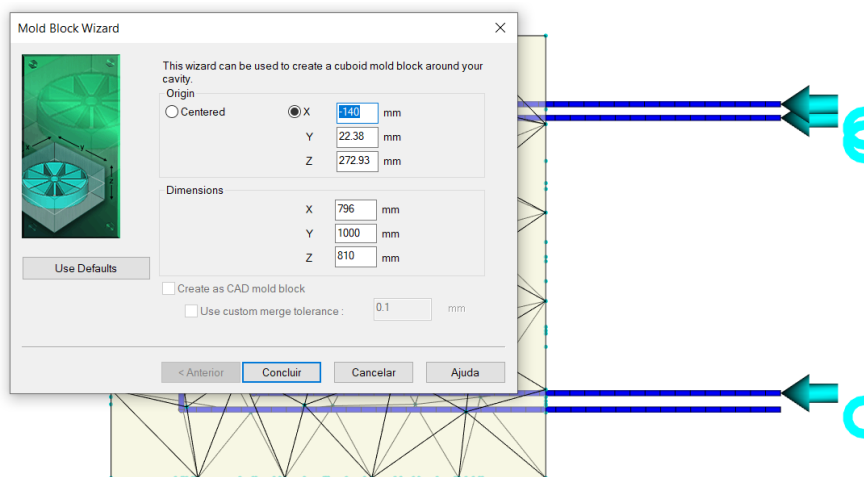 Mold Block Wizard
This wizard can be used to create a cuboid mold block around your
cavity.
Origin
Centered
X -140 mm
Y 22.38 mm
Z 272.93 mm
Dimensions
X 796 mm
Y 1000 mm
Z 810 mm
Use Defaults
Create as CAD mold block
Use custom merge tolerance : 0.1 mm
< Anterior Concluir Cancelar Ajuda